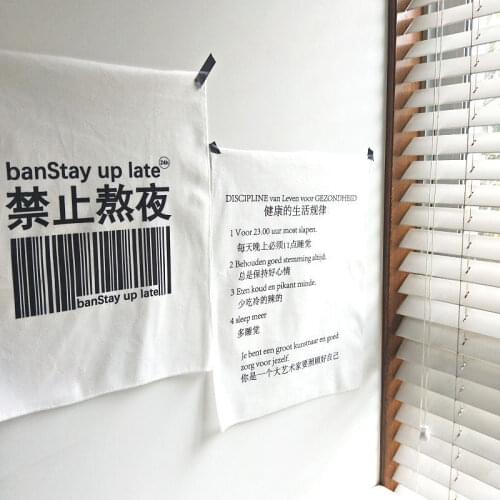 banStay up late
24h
禁止熬夜
banStay up late
DISCIPLINE van Leven voor GEZONDHEID
健康的生活规律
1 Voor 23.00 uur most slapen.
每天晚上必须11点睡觉
2 Behouden goed stemming altijd.
总是保持好心情
3 Eten koud en pikant minde.
少吃冷的辣的
4 sleep meer
多睡觉
Je bent een groot kunstnaar en goed
zorg voor jezelf.
你是一个大艺术家要照顾好自己